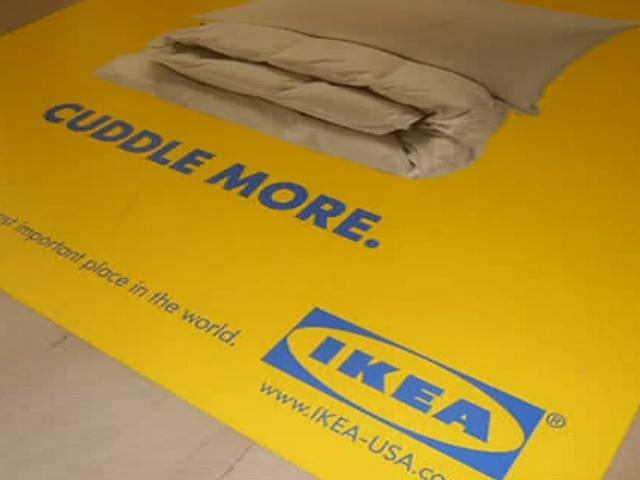 CUDDLE MORE.
important place in the world.
IKEA®
www.IKEA-USA.co